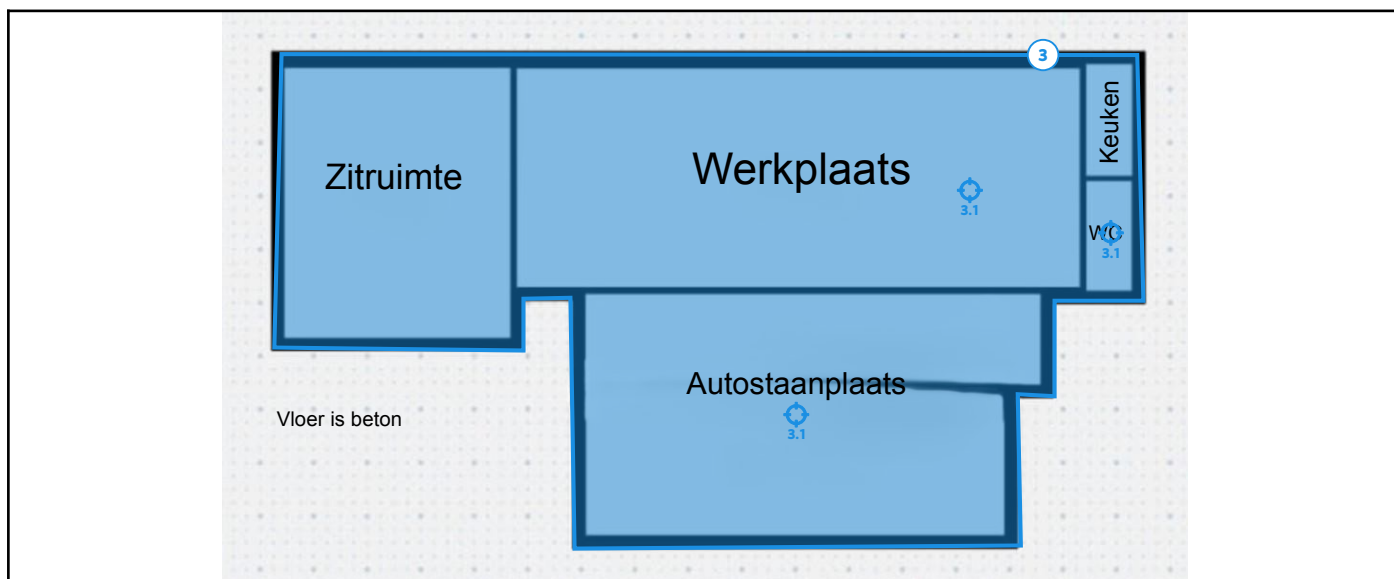 3
Keuken
Zitruimte
Werkplaats
3.1
WC
3.1
Autostaanplaats
3.1
Vloer is beton